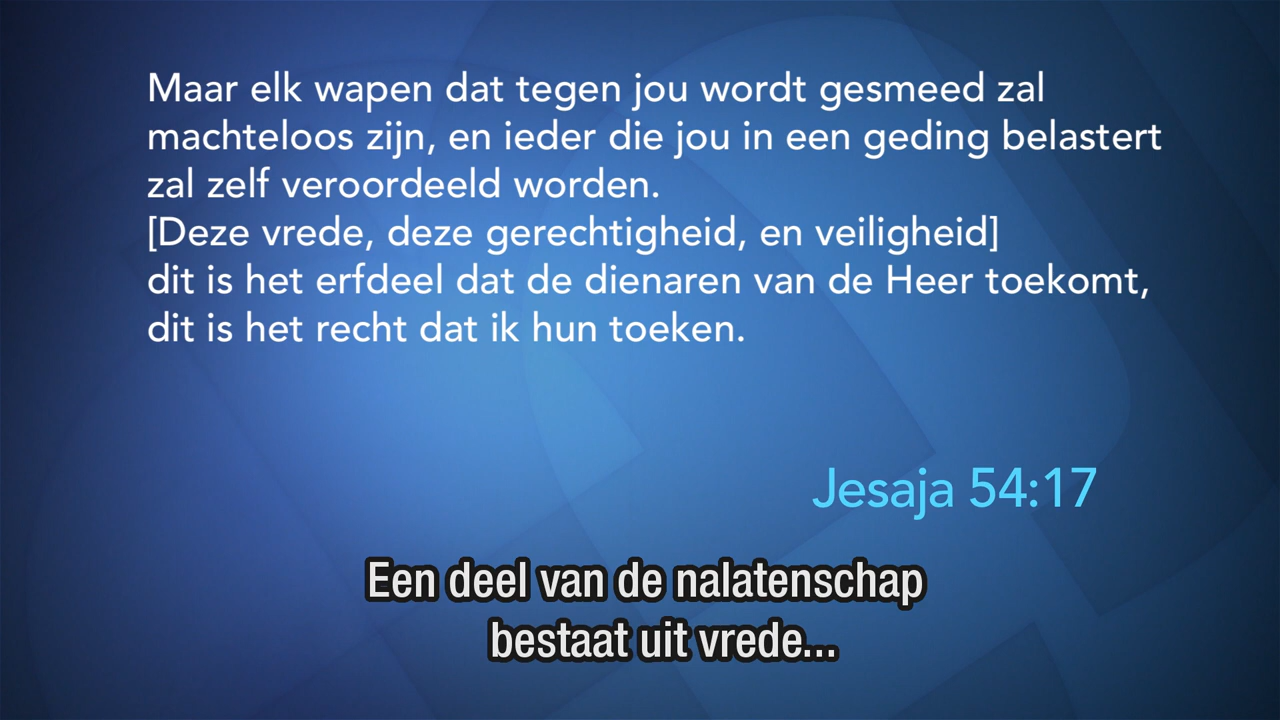 Maar elk wapen dat tegen jou wordt gesmeed zal
machteloos zijn, en ieder die jou in een geding belastert
zal zelf veroordeeld worden.
[Deze vrede, deze gerechtigheid, en veiligheid]
dit is het erfdeel dat de dienaren van de Heer toekomt,
dit is het recht dat ik hun toeken.
Jesaja 54:17
Een deel van de nalatenschap
bestaat uit vrede...